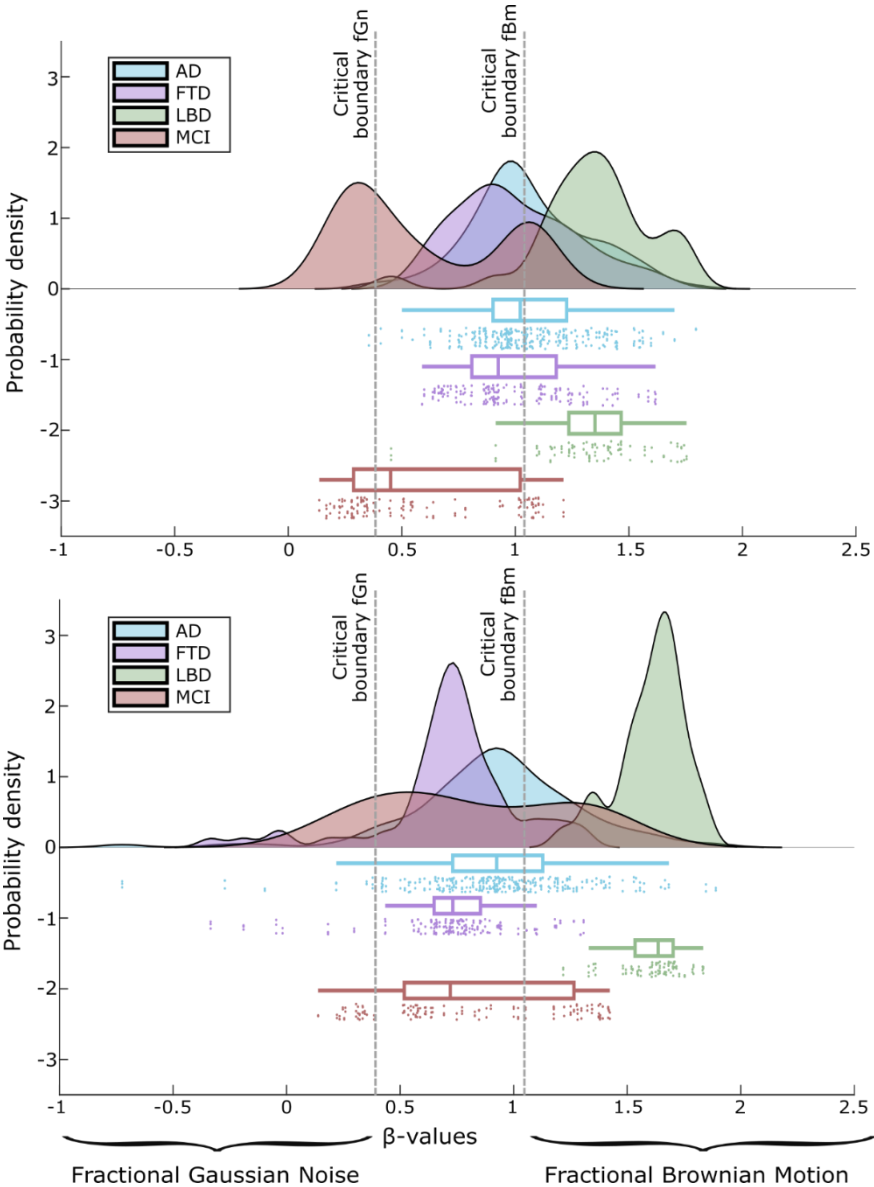 Critical
boundary fGn
Critical
boundary fBm
AD
FTD
LBD
MCI
Probability density
3
2
1
0
-1
-2
-3
-1
-0.5
0
0.5
1
1.5
2
2.5
Critical
boundary fGn
Critical
boundary fBm
AD
FTD
LBD
MCI
Probability density
3
2
1
0
-1
-2
-3
-1
-0.5
0
0.5
1
1.5
2
2.5
β-values
Fractional Gaussian Noise
Fractional Brownian Motion